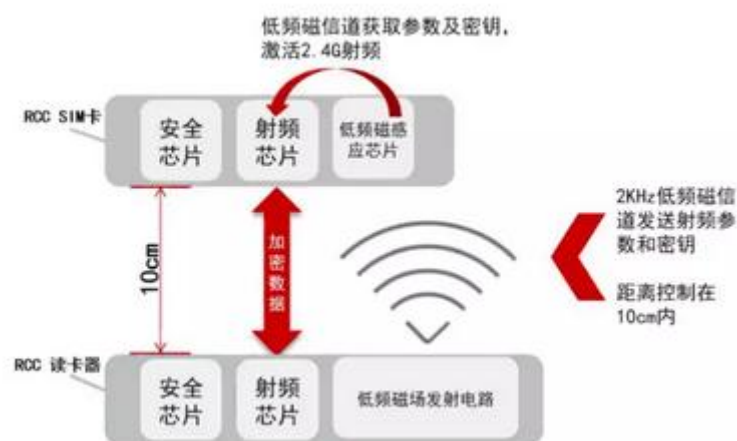 低频磁信道获取参数及密钥，
激活2.4G射频
RCC SIM卡
安全
芯片
射频
芯片
低频磁感
应芯片
10cm
加密数据
2KHz低频磁信
道发送射频参
数和密钥
距离控制在
10cm内
RCC 读卡器
安全
芯片
射频
芯片
低频磁场发射电路